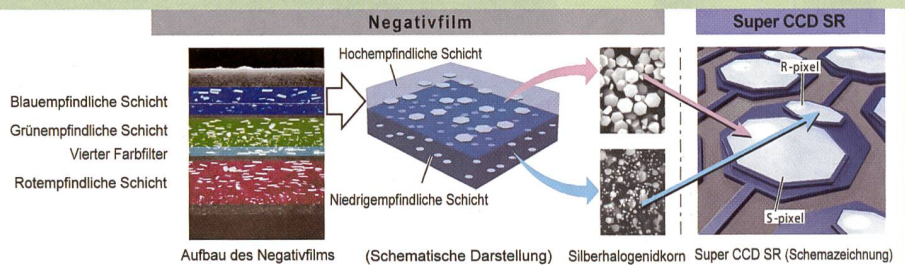 Negativfilm
Super CCD SR
Hochempfindliche Schicht
R-pixel
Blauempfindliche Schicht
Grünempfindliche Schicht
Vierter Farbfilter
Rotempfindliche Schicht
Niedrigempfindliche Schicht
S-pixel
Aufbau des Negativfilms
(Schematische Darstellung)
Silberhalogenidkorn
Super CCD SR (Schemazeichnung)